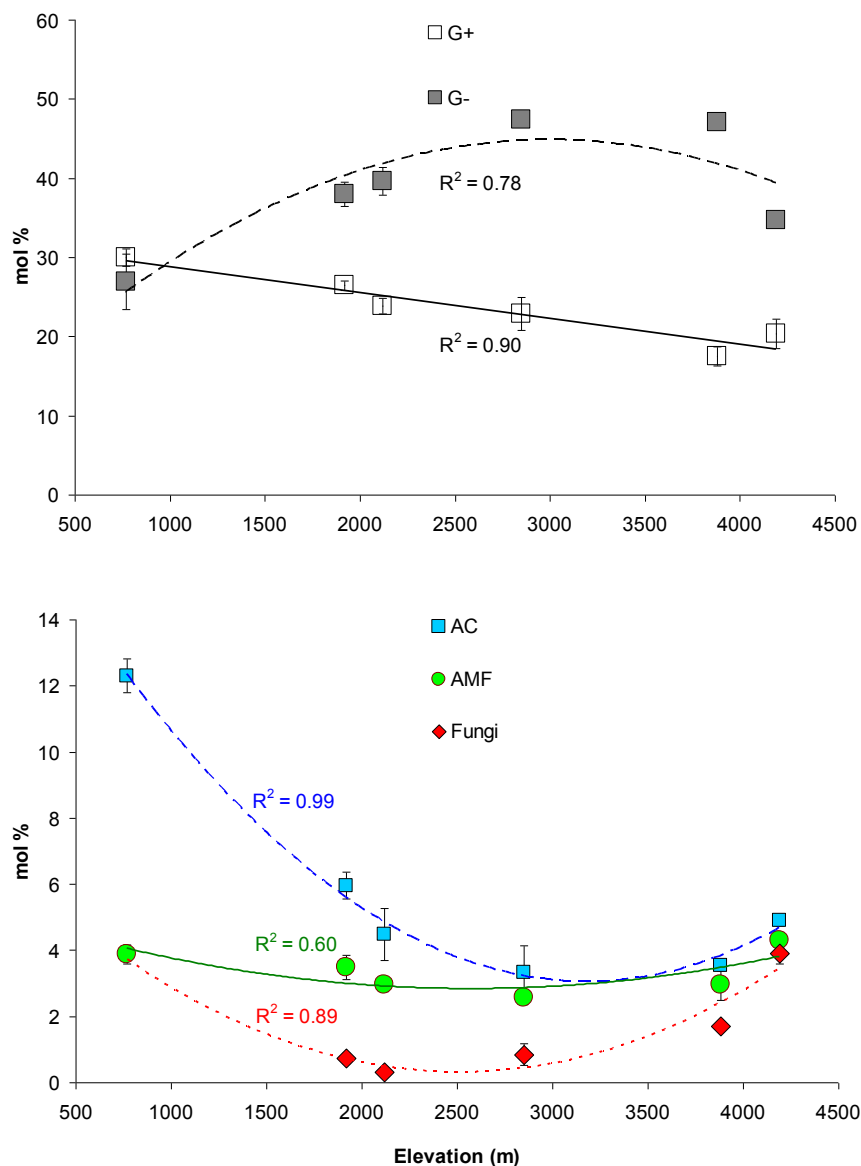 60
50
40
30
20
10
0
mol %
G+
G-
R² = 0.78
R² = 0.90
500 1000 1500 2000 2500 3000 3500 4000 4500
14
12
10
8
6
4
2
0
mol %
AC
AMF
Fungi
R² = 0.99
R² = 0.60
R² = 0.89
500 1000 1500 2000 2500 3000 3500 4000 4500
Elevation (m)